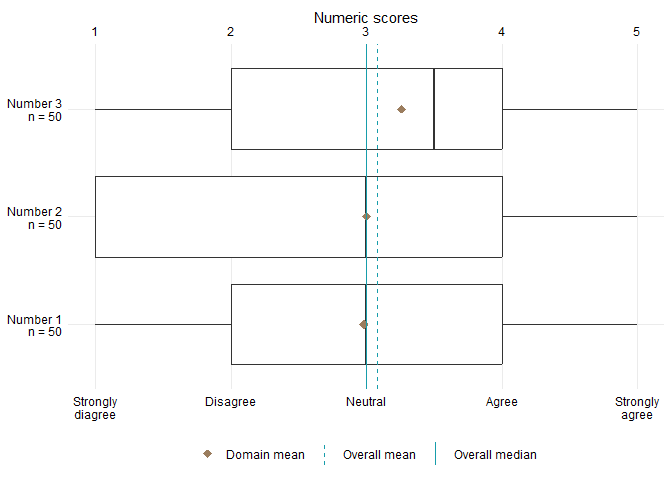 Numeric scores
1 2 3 4 5
Number 3
n = 50
Number 2
n = 50
Number 1
n = 50
Strongly diagree Disagree Neutral Agree Strongly agree
Domain mean Overall mean Overall median